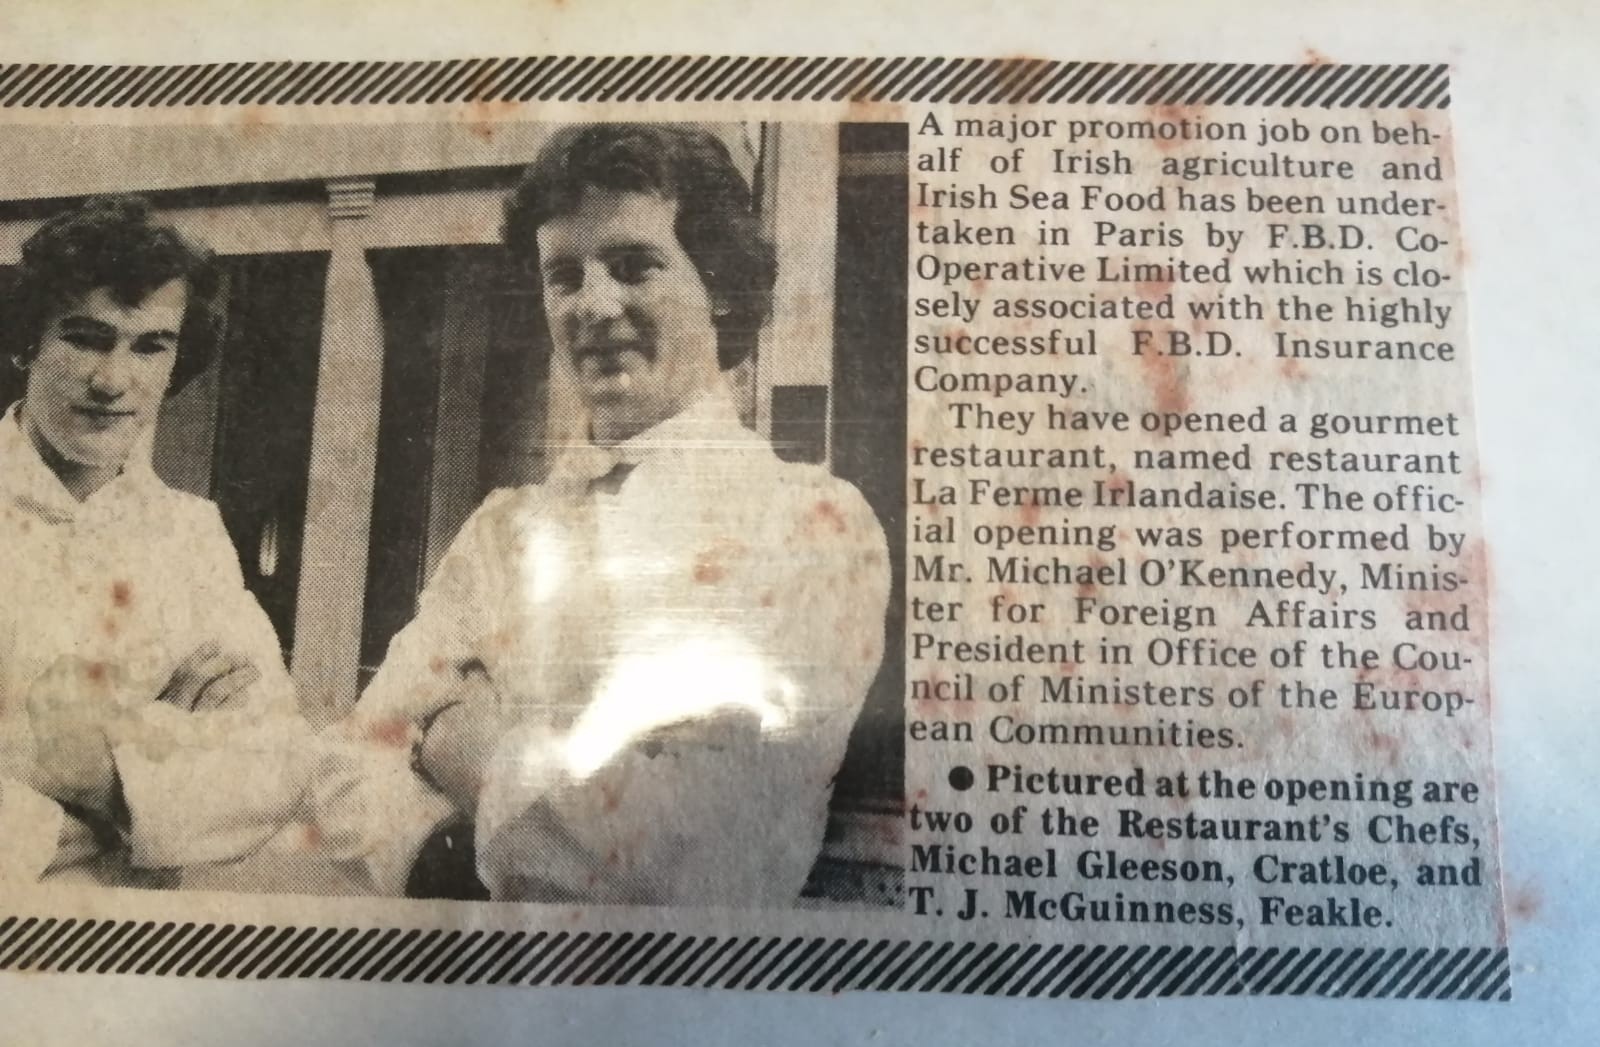 A major promotion job on beh-
alf of Irish agriculture and
Irish Sea Food has been under-
taken in Paris by F.B.D. Co-
Operative Limited which is clo-
sely associated with the highly
successful F.B.D. Insurance
Company.
They have opened a gourmet
restaurant, named restaurant
La Ferme Irlandaise. The offic-
ial opening was performed by
Mr. Michael O'Kennedy, Minis-
ter for Foreign Affairs and
President in Office of the Cou-
ncil of Ministers of the Europ-
ean Communities.
● Pictured at the opening are
two of the Restaurant's Chefs,
Michael Gleeson, Cratloe, and
T. J. McGuinness, Feakle.